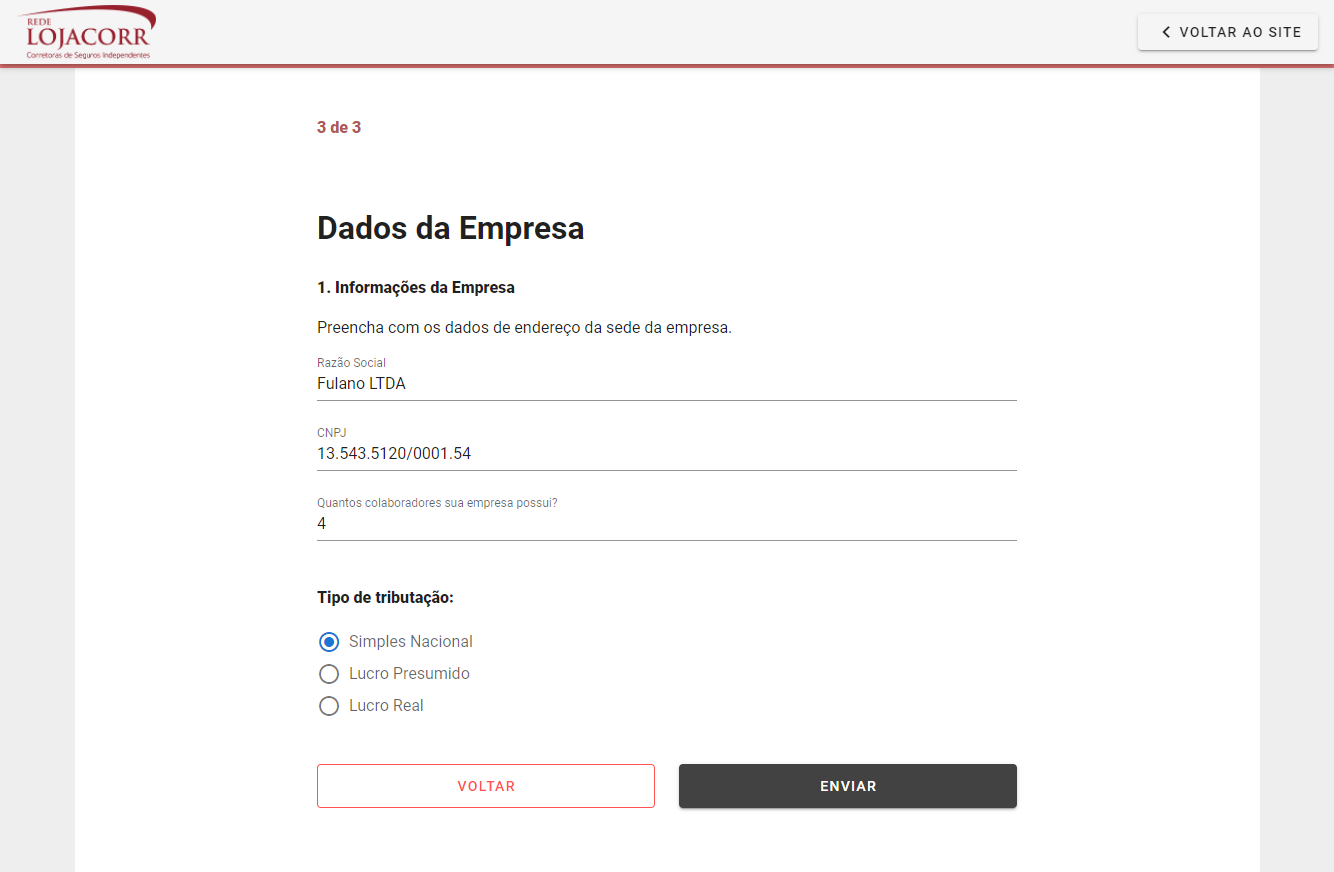 REDE
LOJACORR
Corretoras de Seguros Independentes
VOLTAR AO SITE
3 de 3
Dados da Empresa
1. Informações da Empresa
Preencha com os dados de endereço da sede da empresa.
Razão Social
Fulano LTDA
CNPJ
13.543.5120/0001.54
Quantos colaboradores sua empresa possui?
4
Tipo de tributação:
Simples Nacional
Lucro Presumido
Lucro Real
VOLTAR
ENVIAR